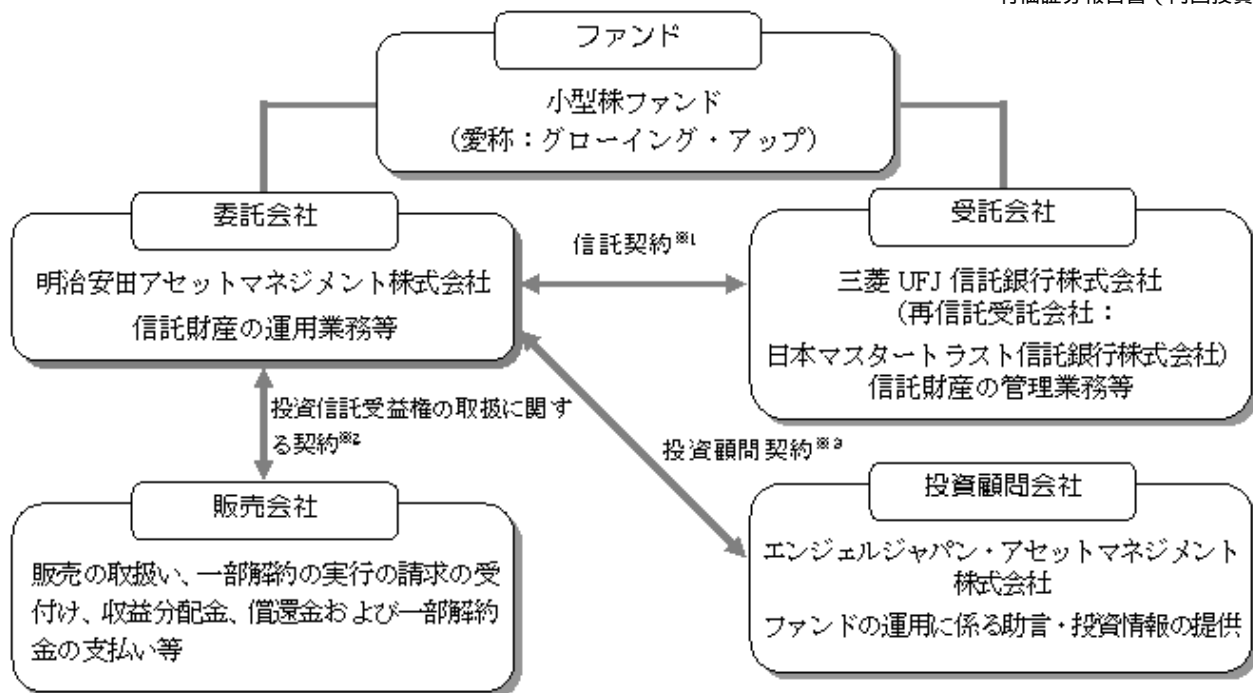 ファンド
小型株ファンド
(愛称:グローイング・アップ)
委託会社
明治安田アセットマネジメント株式会社
信託財産の運用業務等
信託契約※1
受託会社
三菱 UFJ 信託銀行株式会社
(再信託受託会社:
日本マスタートラスト信託銀行株式会社)
信託財産の管理業務等
投資信託受益権の取扱に関す
る契約※2
投資顧問契約※3
販売会社
販売の取扱い、一部解約の実行の請求の受
付け、収益分配金、償還金および一部解約
金の支払い等
投資顧問会社
エンジェルジャパン・アセットマネジメント
株式会社
ファンドの運用に係る助言・投資情報の提供